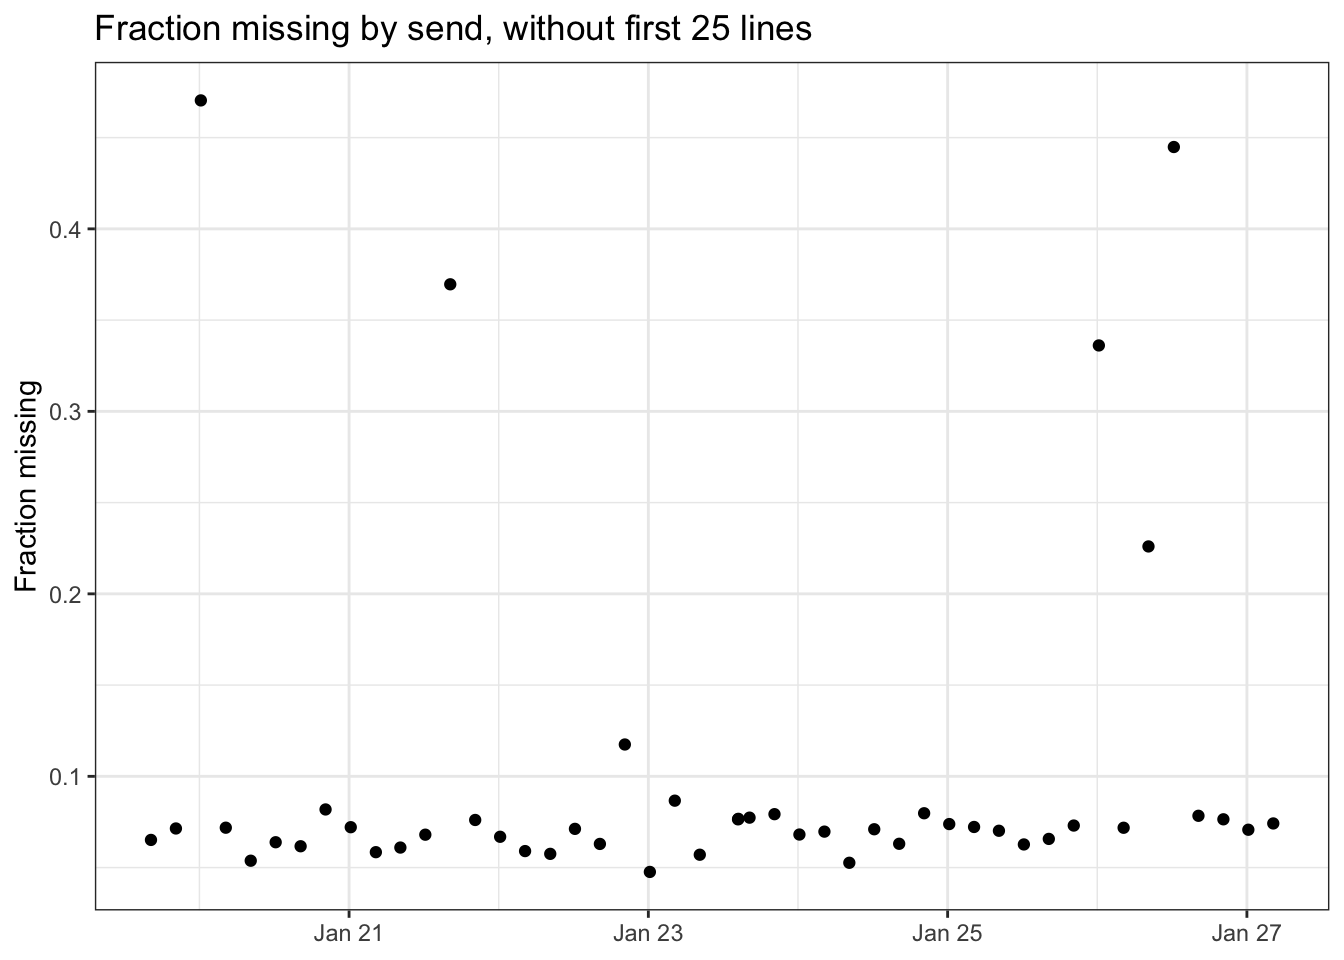 Fraction missing by send, without first 25 lines
Fraction missing
0.4
0.3
0.2
0.1
Jan 21
Jan 23
Jan 25
Jan 27